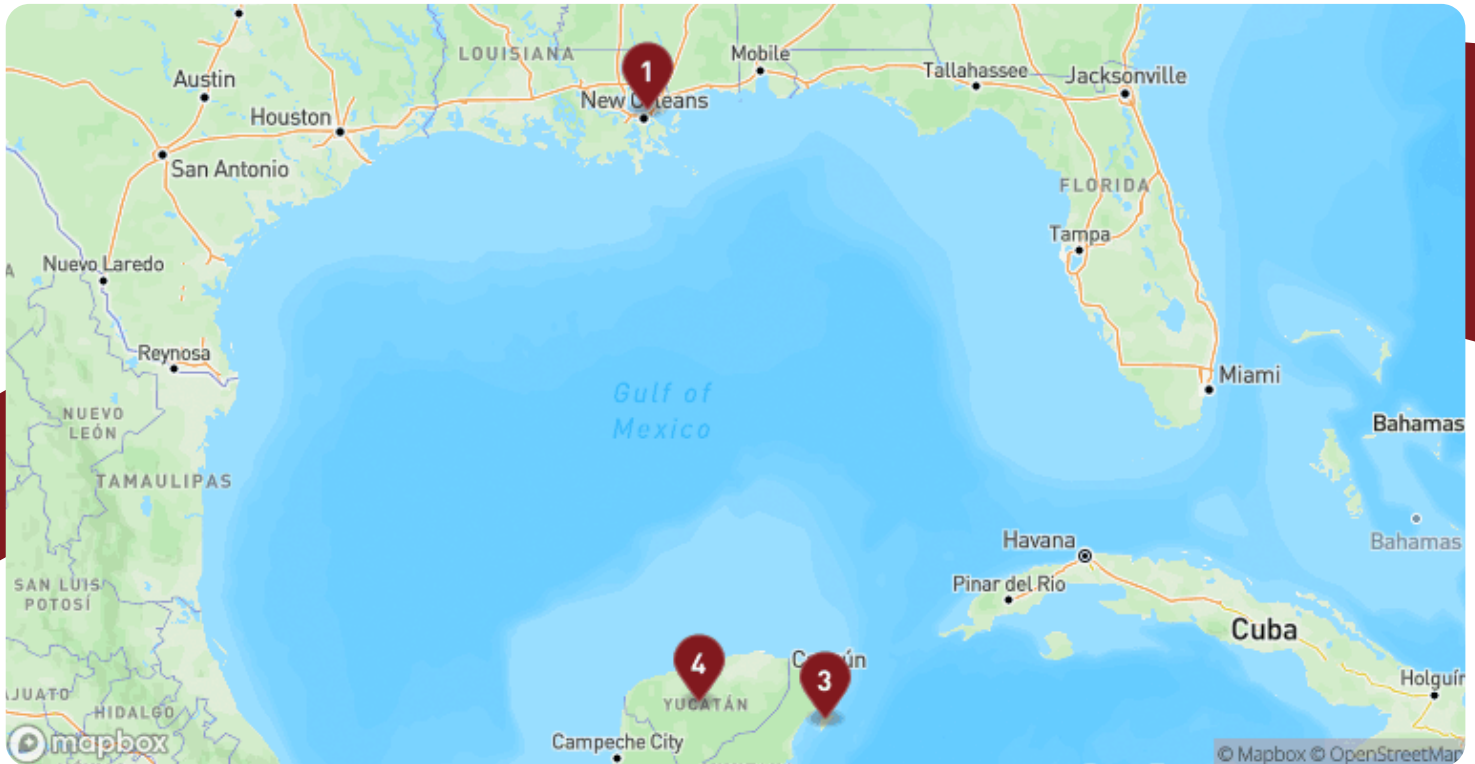 LOUISIANA
Mobile
1
Austin
Tallahassee
Jacksonville
New Orleans
Houston
San Antonio
FLORIDA
Tampa
Nuevo Laredo
Reynosa
Miami
Gulf of
Mexico
NUEVO
LEÓN
Bahamas
TAMAULIPAS
Havana
Bahamas
SAN LUIS
POTOSÍ
Pinar del Rio
Cuba
4
3
Holguín
YUCATÁN
HIDALGO
Campeche City
mapbox
© Mapbox © OpenStreetMap